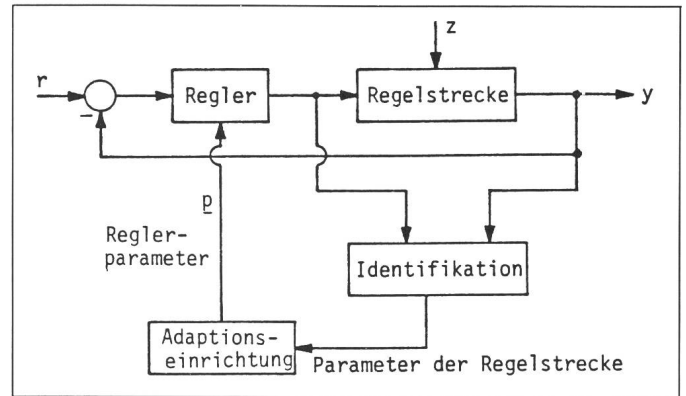 z
r
Regler
Regelstrecke
y
-
p
Regler-
parameter
Identifikation
Adaptions-
einrichtung
Parameter der Regelstrecke